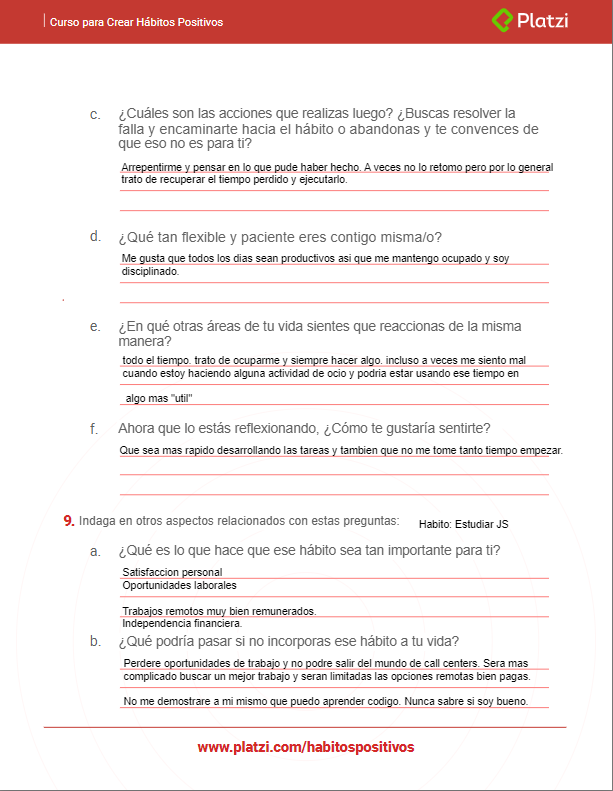 Curso para Crear Hábitos Positivos
Platzi
c. ¿Cuáles son las acciones que realizas luego? ¿Buscas resolver la
falla y encaminarte hacia el hábito o abandonas y te convences de
que eso no es para ti?
Arrepentirme y pensar en lo que pude haber hecho. A veces no lo retomo pero por lo general
trato de recuperar el tiempo perdido y ejecutarlo.
d. ¿Qué tan flexible y paciente eres contigo misma/o?
Me gusta que todos los dias sean productivos asi que me mantengo ocupado y soy
disciplinado.
e. ¿En qué otras áreas de tu vida sientes que reaccionas de la misma
manera?
todo el tiempo. trato de ocuparme y siempre hacer algo. incluso a veces me siento mal
cuando estoy haciendo alguna actividad de ocio y podria estar usando ese tiempo en
algo mas "util"
f. Ahora que lo estás reflexionando, ¿Cómo te gustaría sentirte?
Que sea mas rapido desarrollando las tareas y tambien que no me tome tanto tiempo empezar.
9. Indaga en otros aspectos relacionados con estas preguntas: Habito: Estudiar JS
a. ¿Qué es lo que hace que ese hábito sea tan importante para ti?
Satisfaccion personal
Oportunidades laborales
Trabajos remotos muy bien remunerados.
Independencia financiera.
b. ¿Qué podría pasar si no incorporas ese hábito a tu vida?
Perdere oportunidades de trabajo y no podre salir del mundo de call centers. Sera mas
complicado buscar un mejor trabajo y seran limitadas las opciones remotas bien pagas.
No me demostrare a mi mismo que puedo aprender codigo. Nunca sabre si soy bueno.
www.platzi.com/habitospositivos